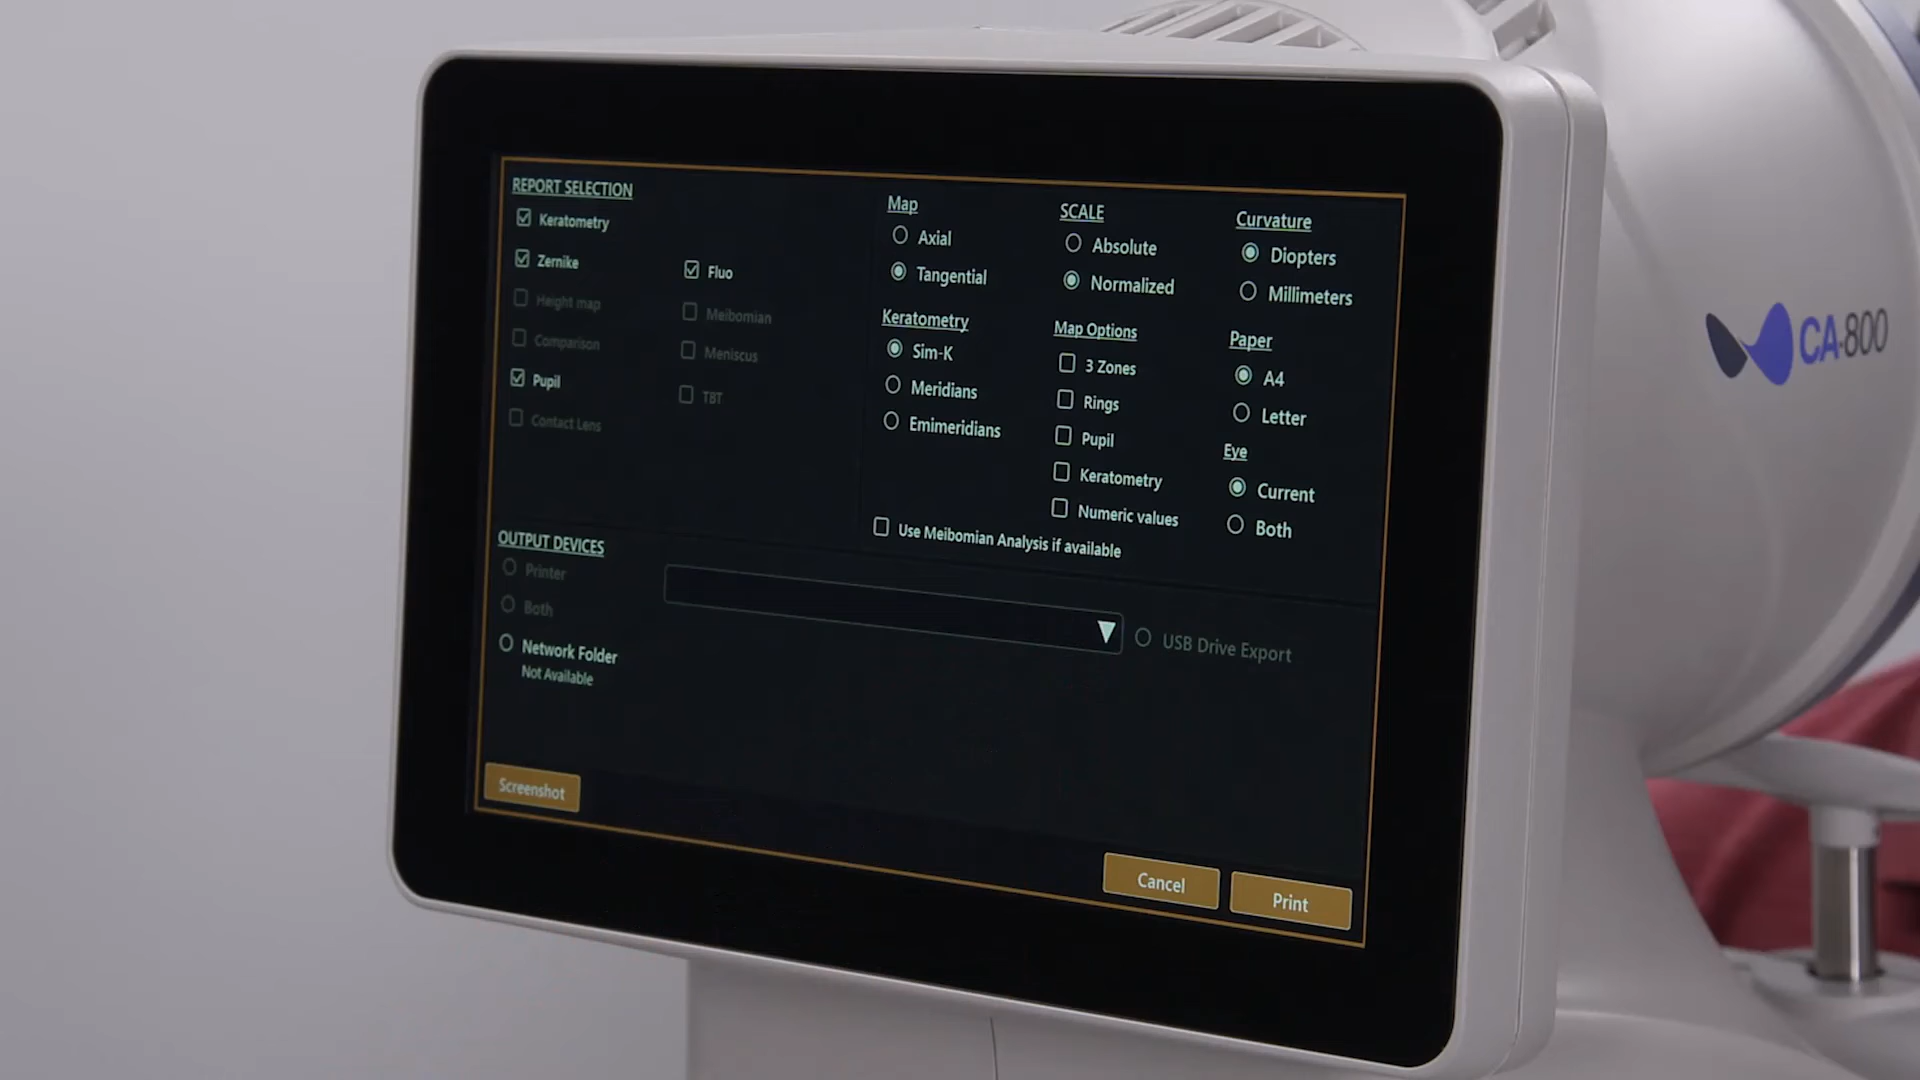 REPORT SELECTION
Keratometry
Zernike
Height map
Comparison
Pupil
Contact Lens
Fluo
Meibomian
Meniscus
TBT
Map
Axial
Tangential
Keratometry
Sim-K
Meridians
Emimeridians
SCALE
Absolute
Normalized
Map Options
3 Zones
Rings
Pupil
Keratometry
Numeric values
Curvature
Diopters
Millimeters
Paper
A4
Letter
Eye
Current
Both
Use Meibomian Analysis if available
OUTPUT DEVICES
Printer
Both
Network Folder
Not Available
USB Drive Export
Screenshot
Cancel
Print
CA-800